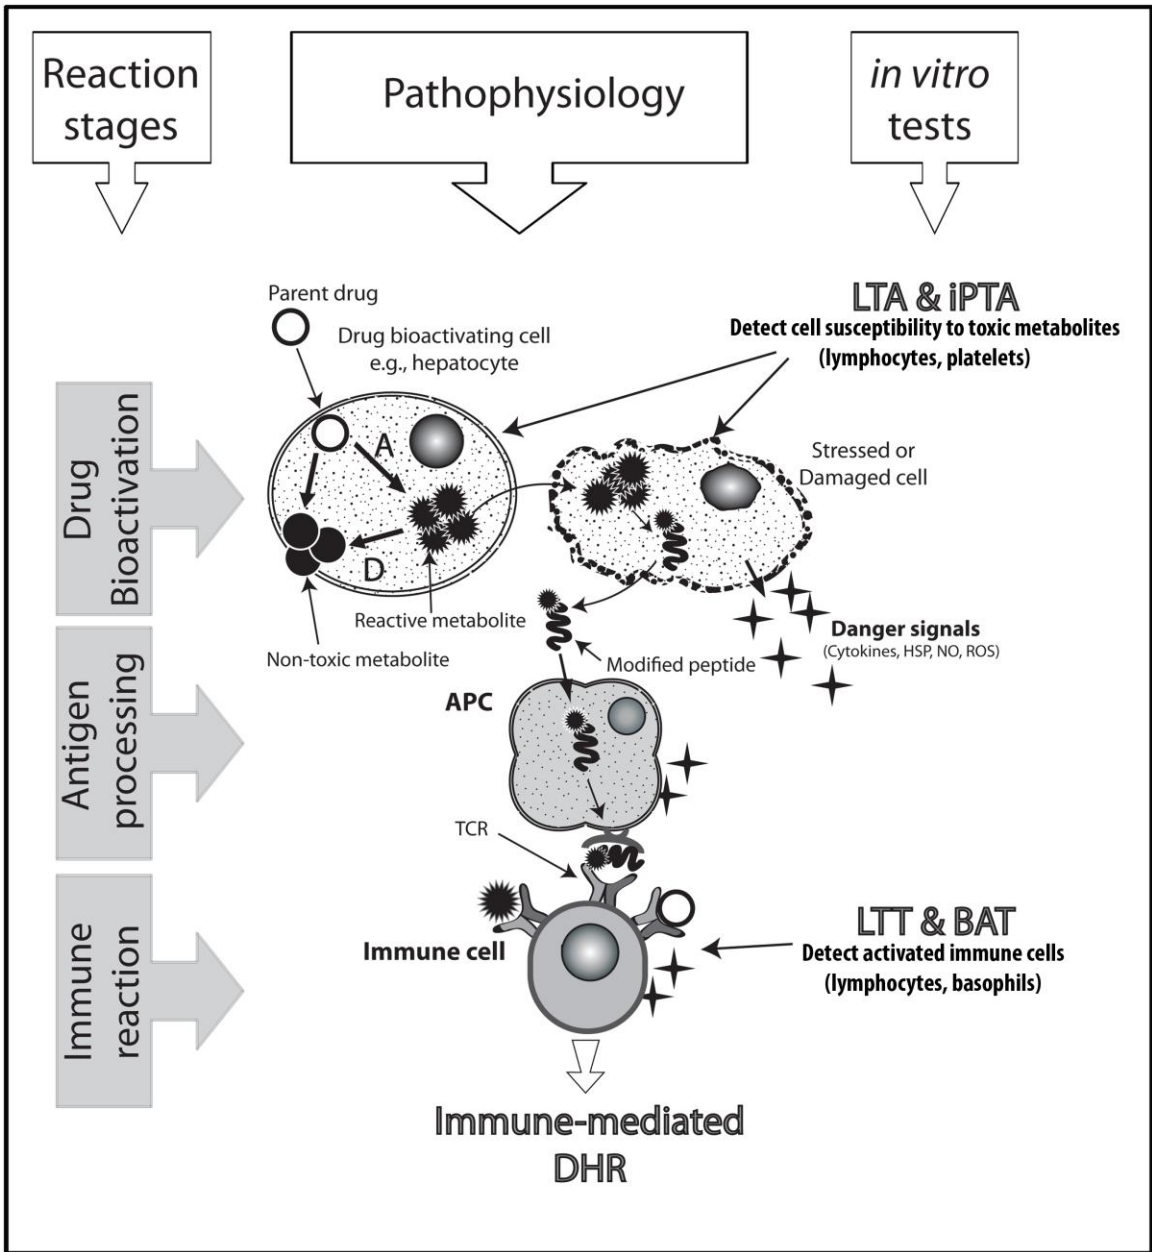 Reaction
stages
Pathophysiology
in vitro
tests
Parent drug
Drug bioactivating cell
e.g., hepatocyte
LTA & iPTA
Detect cell susceptibility to toxic metabolites
(lymphocytes, platelets)
Drug
Bioactivation
A
D
Stressed or
Damaged cell
Reactive metabolite
Non-toxic metabolite
Modified peptide
Danger signals
(Cytokines, HSP, NO, ROS)
Antigen
processing
APC
TCR
Immune
reaction
Immune cell
LTT & BAT
Detect activated immune cells
(lymphocytes, basophils)
Immune-mediated
DHR